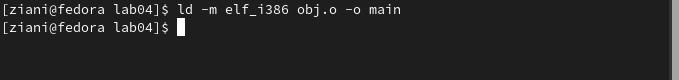 [ziani@fedora lab04]$ ld -m elf_i386 obj.o -o main
[ziani@fedora lab04]$